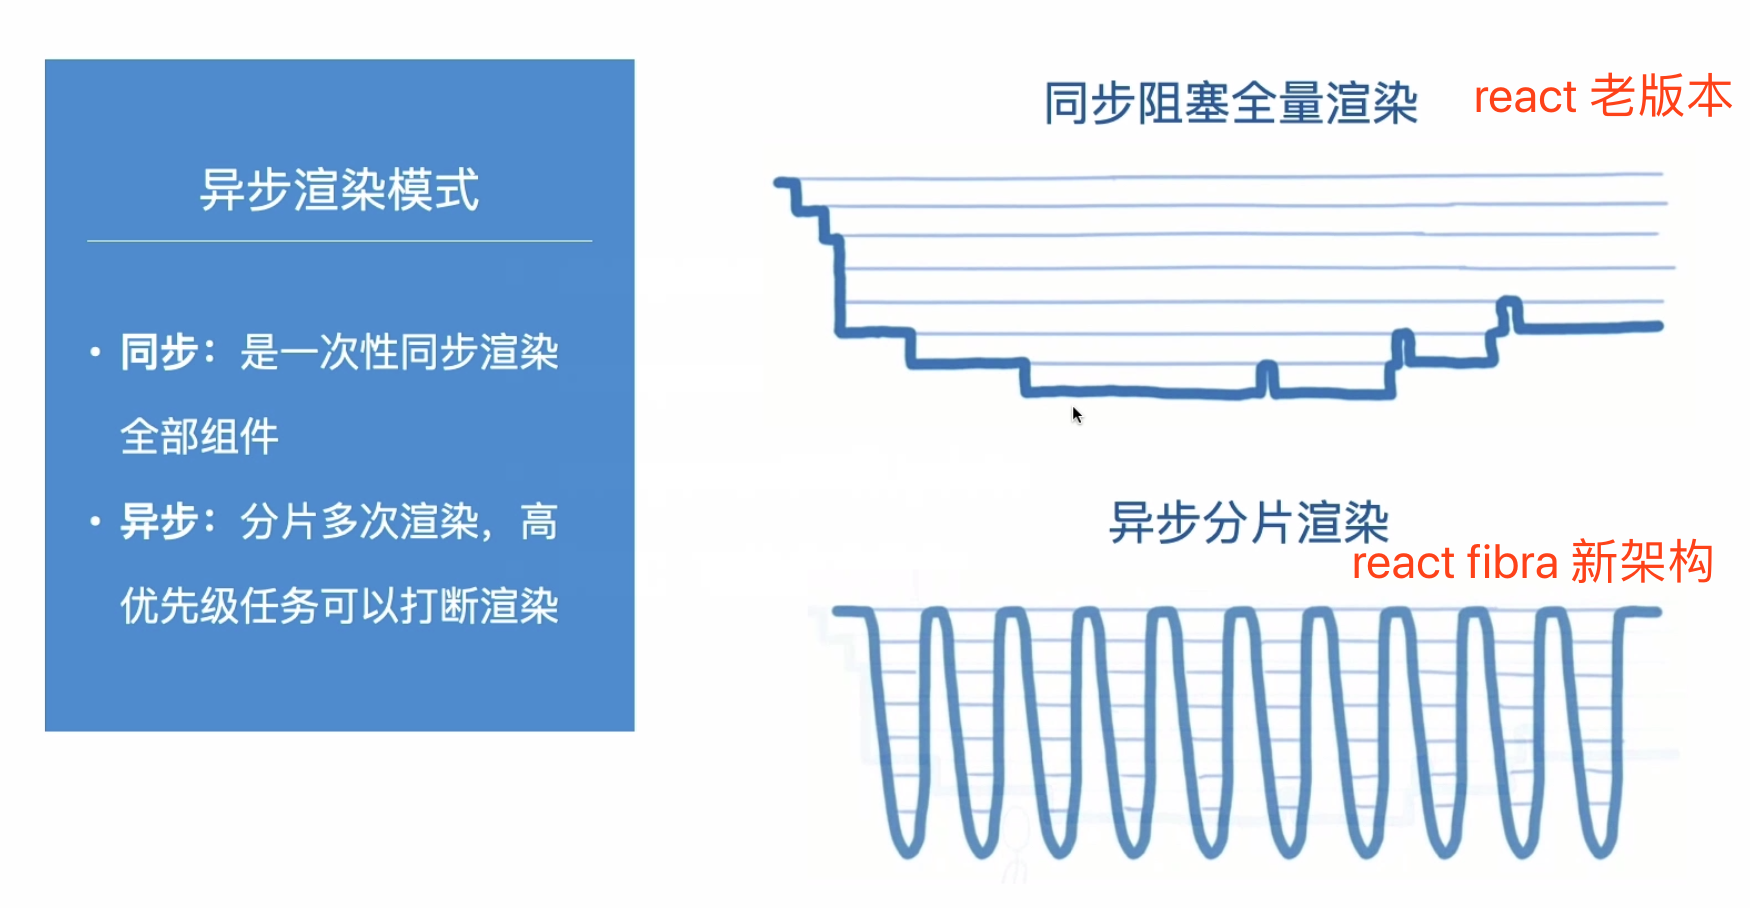 异步渲染模式
• 同步：是一次性同步渲染
全部组件
• 异步：分片多次渲染，高
优先级任务可以打断渲染
同步阻塞全量渲染
react 老版本
异步分片渲染
react fibra 新架构